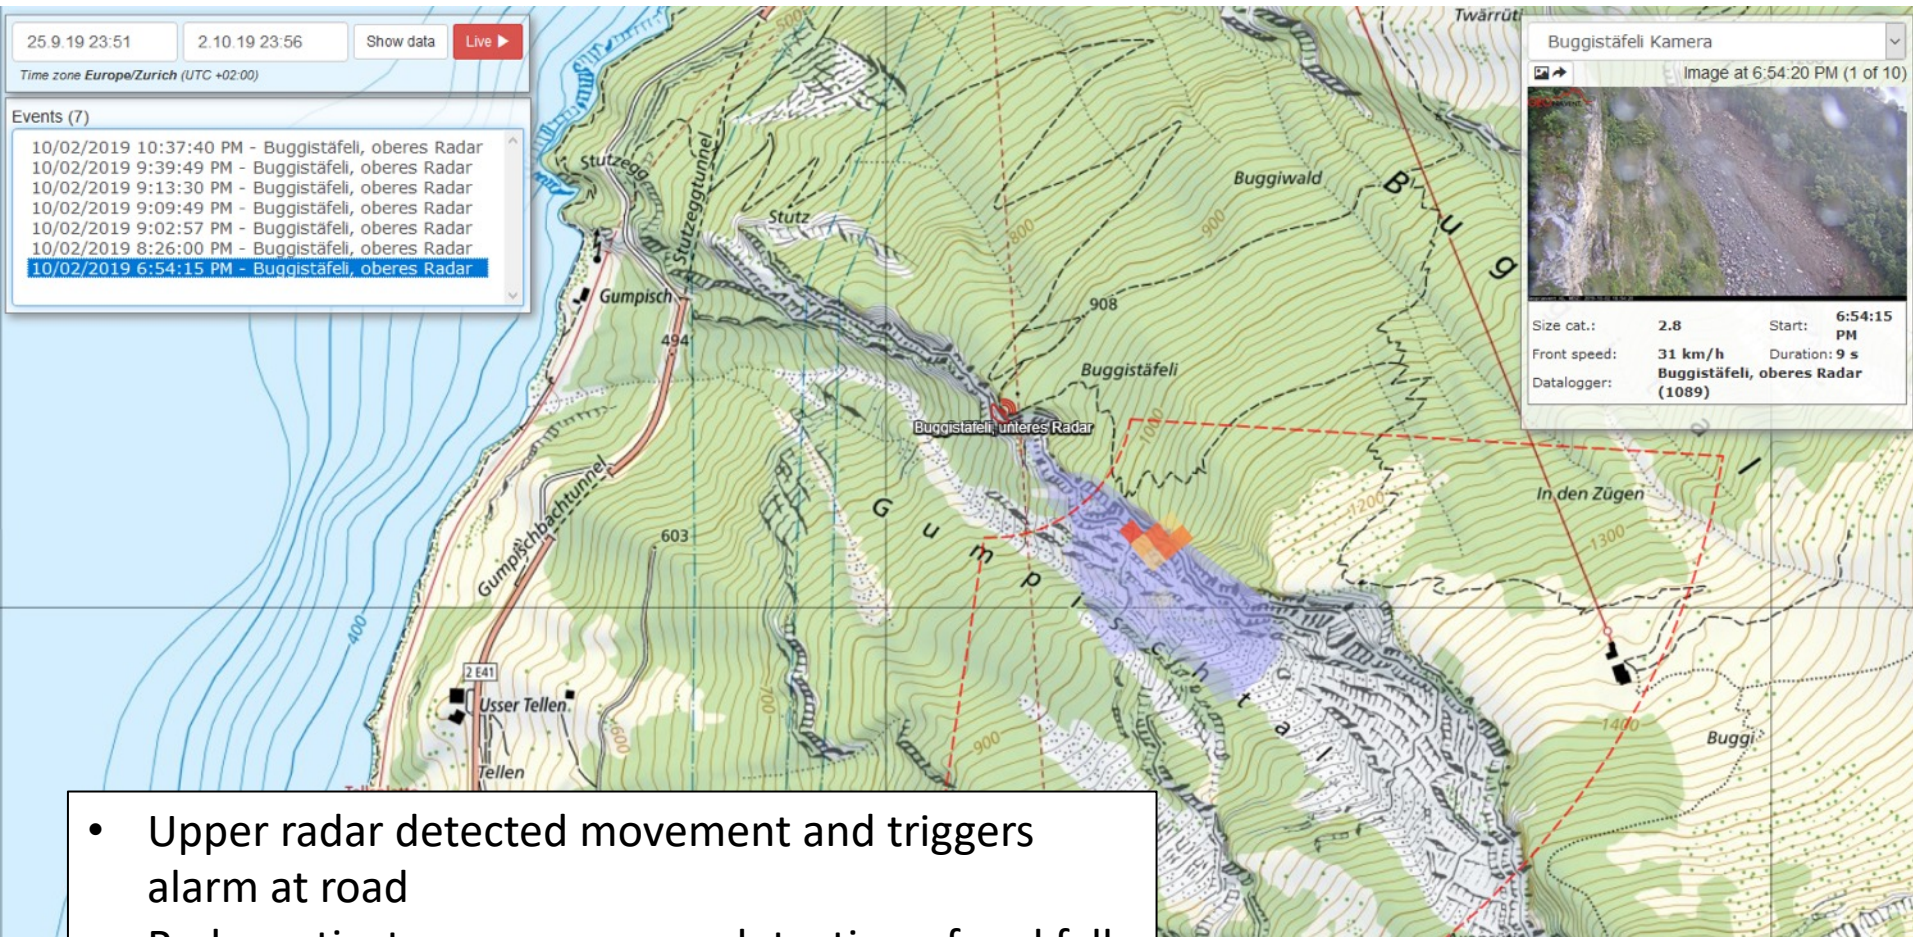 25.9.19 23:51
2.10.19 23:56
Show data
Live
Time zone Europe/Zurich (UTC +02:00)
Events (7)
10/02/2019 10:37:40 PM - Buggistäfeli, oberes Radar
10/02/2019 9:39:49 PM - Buggistäfeli, oberes Radar
10/02/2019 9:13:30 PM - Buggistäfeli, oberes Radar
10/02/2019 9:09:49 PM - Buggistäfeli, oberes Radar
10/02/2019 9:02:57 PM - Buggistäfeli, oberes Radar
10/02/2019 8:26:00 PM - Buggistäfeli, oberes Radar
10/02/2019 6:54:15 PM - Buggistäfeli, oberes Radar
Buggistäfeli Kamera
Image at 6:54:20 PM (1 of 10)
Size cat.: 2.8 Start: 6:54:15 PM
Front speed: 31 km/h Duration: 9 s
Datalogger: Buggistäfeli, oberes Radar (1089)
500
Stutzegg
Stutzeggtunnel
Stutz
Buggiwald
Buggital
800
900
Gumpisch
494
908
Buggistäfeli
Buggistäfeli, unteres Radar
1000
1200
In den Zügen
1300
Gumpischbachtunnel
603
Gumpischtal
400
2 E41
Usser Tellen
700
600
900
1400
Buggi
Tellen
• Upper radar detected movement and triggers
alarm at road